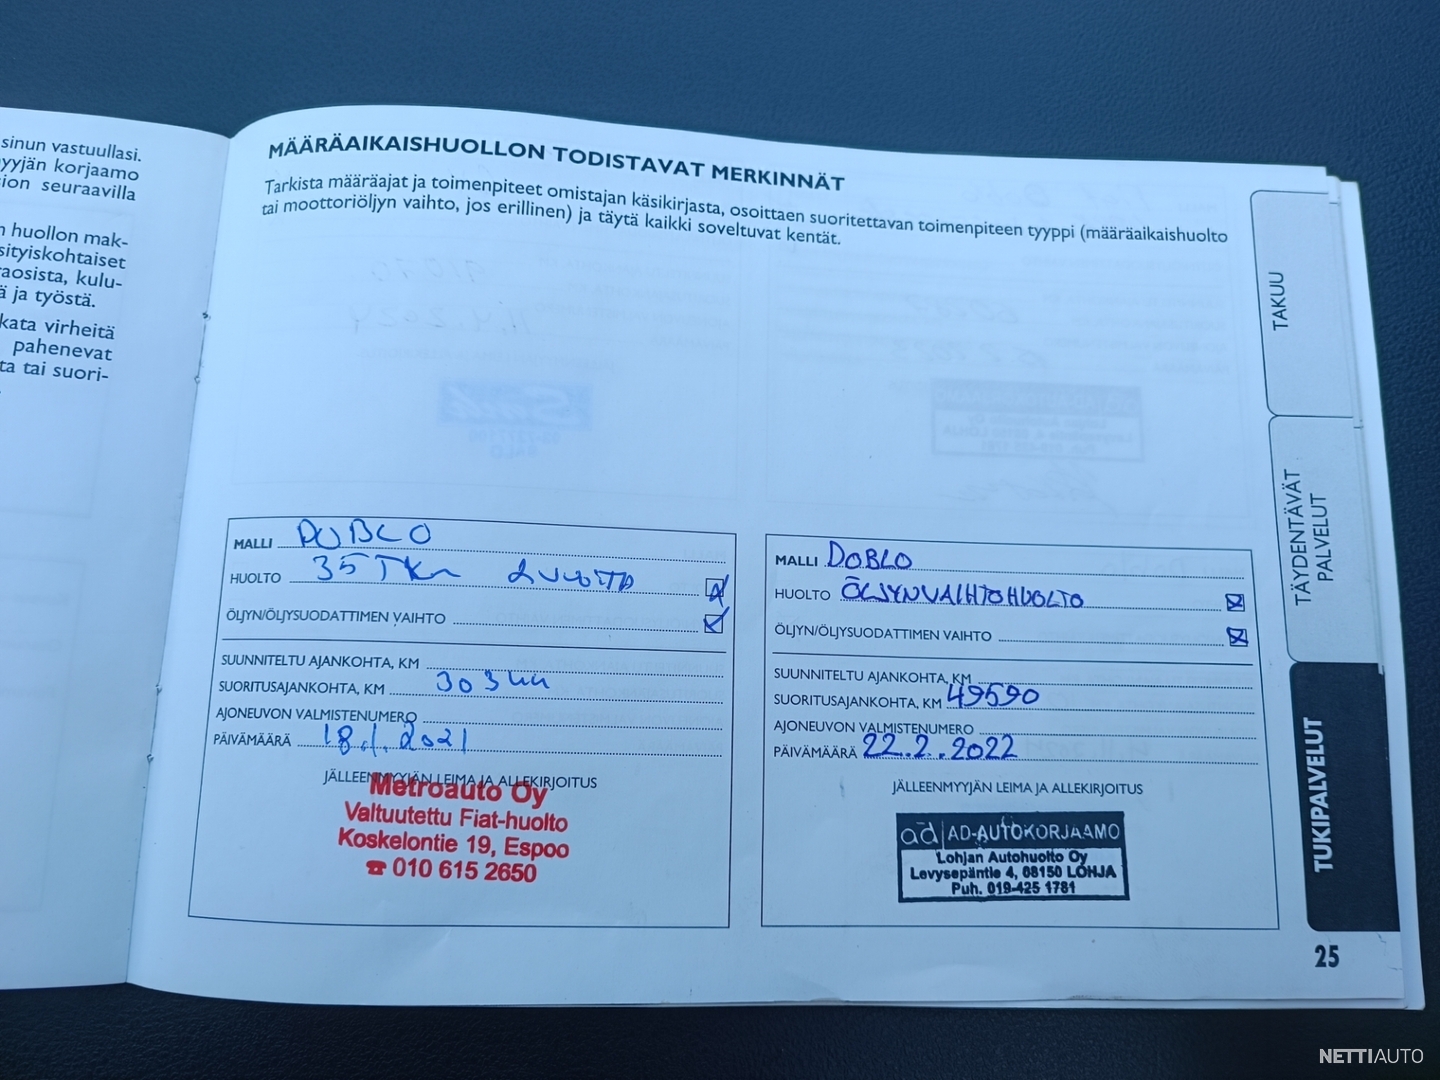 sinun vastuullasi.
yyjän korjaamo
sion seuraavilla
n huollon mak-
sityiskohtaiset
raosista, kulu-
ä ja työstä.
kata virheitä
pahenevat
ta tai suori-
MÄÄRÄAIKAISHUOLLON TODISTAVAT MERKINNÄT
Tarkista määräajat ja toimenpiteet omistajan käsikirjasta, osoittaen suoritettavan toimenpiteen tyyppi (määräaikaishuolto
tai moottoriöljyn vaihto, jos erillinen) ja täytä kaikki soveltuvat kentät.
MALLI DOBLO
HUOLTO 35 TKM
ÖLJYN/ÖLJYSUODATTIMEN VAIHTO
SUUNNITELTU AJANKOHTA, KM
SUORITUSAJANKOHTA, KM
AJONEUVON VALMISTENUMERO
PÄIVÄMÄÄRÄ 18.1.2021
JÄLLEENMYYJÄN LEIMA JA ALLEKIRJOITUS
Metroauto Oy
Valtuutettu Fiat-huolto
Koskelontie 19, Espoo
☎ 010 615 2650
MALLI DOBLO
HUOLTO ÖLJYNVAIHTOHUOLTO
ÖLJYN/ÖLJYSUODATTIMEN VAIHTO
SUUNNITELTU AJANKOHTA, KM
SUORITUSAJANKOHTA, KM 49590
AJONEUVON VALMISTENUMERO
PÄIVÄMÄÄRÄ 22.2.2022
JÄLLEENMYYJÄN LEIMA JA ALLEKIRJOITUS
ad AD-AUTOKORJAAMO
Lohjan Autohuolto Oy
Levysepäntie 4, 08150 LOHJA
Puh. 019-425 1781
TAKUU
TÄYDENTÄVÄT
PALVELUT
TUKIPALVELUT
25
NETTIAUTO